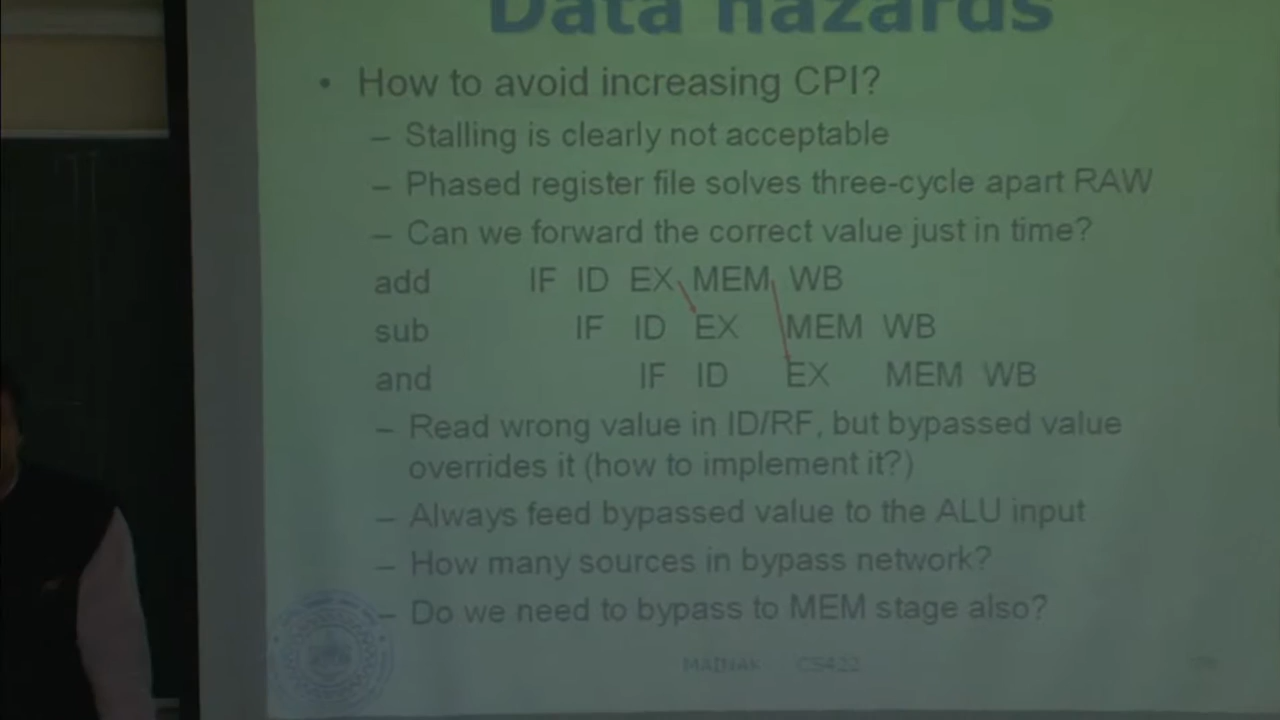 Data hazards
• How to avoid increasing CPI?
– Stalling is clearly not acceptable
– Phased register file solves three-cycle apart RAW
– Can we forward the correct value just in time?
add IF ID EX MEM WB
sub IF ID EX MEM WB
and IF ID EX MEM WB
– Read wrong value in ID/RF, but bypassed value
overrides it (how to implement it?)
– Always feed bypassed value to the ALU input
– How many sources in bypass network?
– Do we need to bypass to MEM stage also?
MAINAK CS422